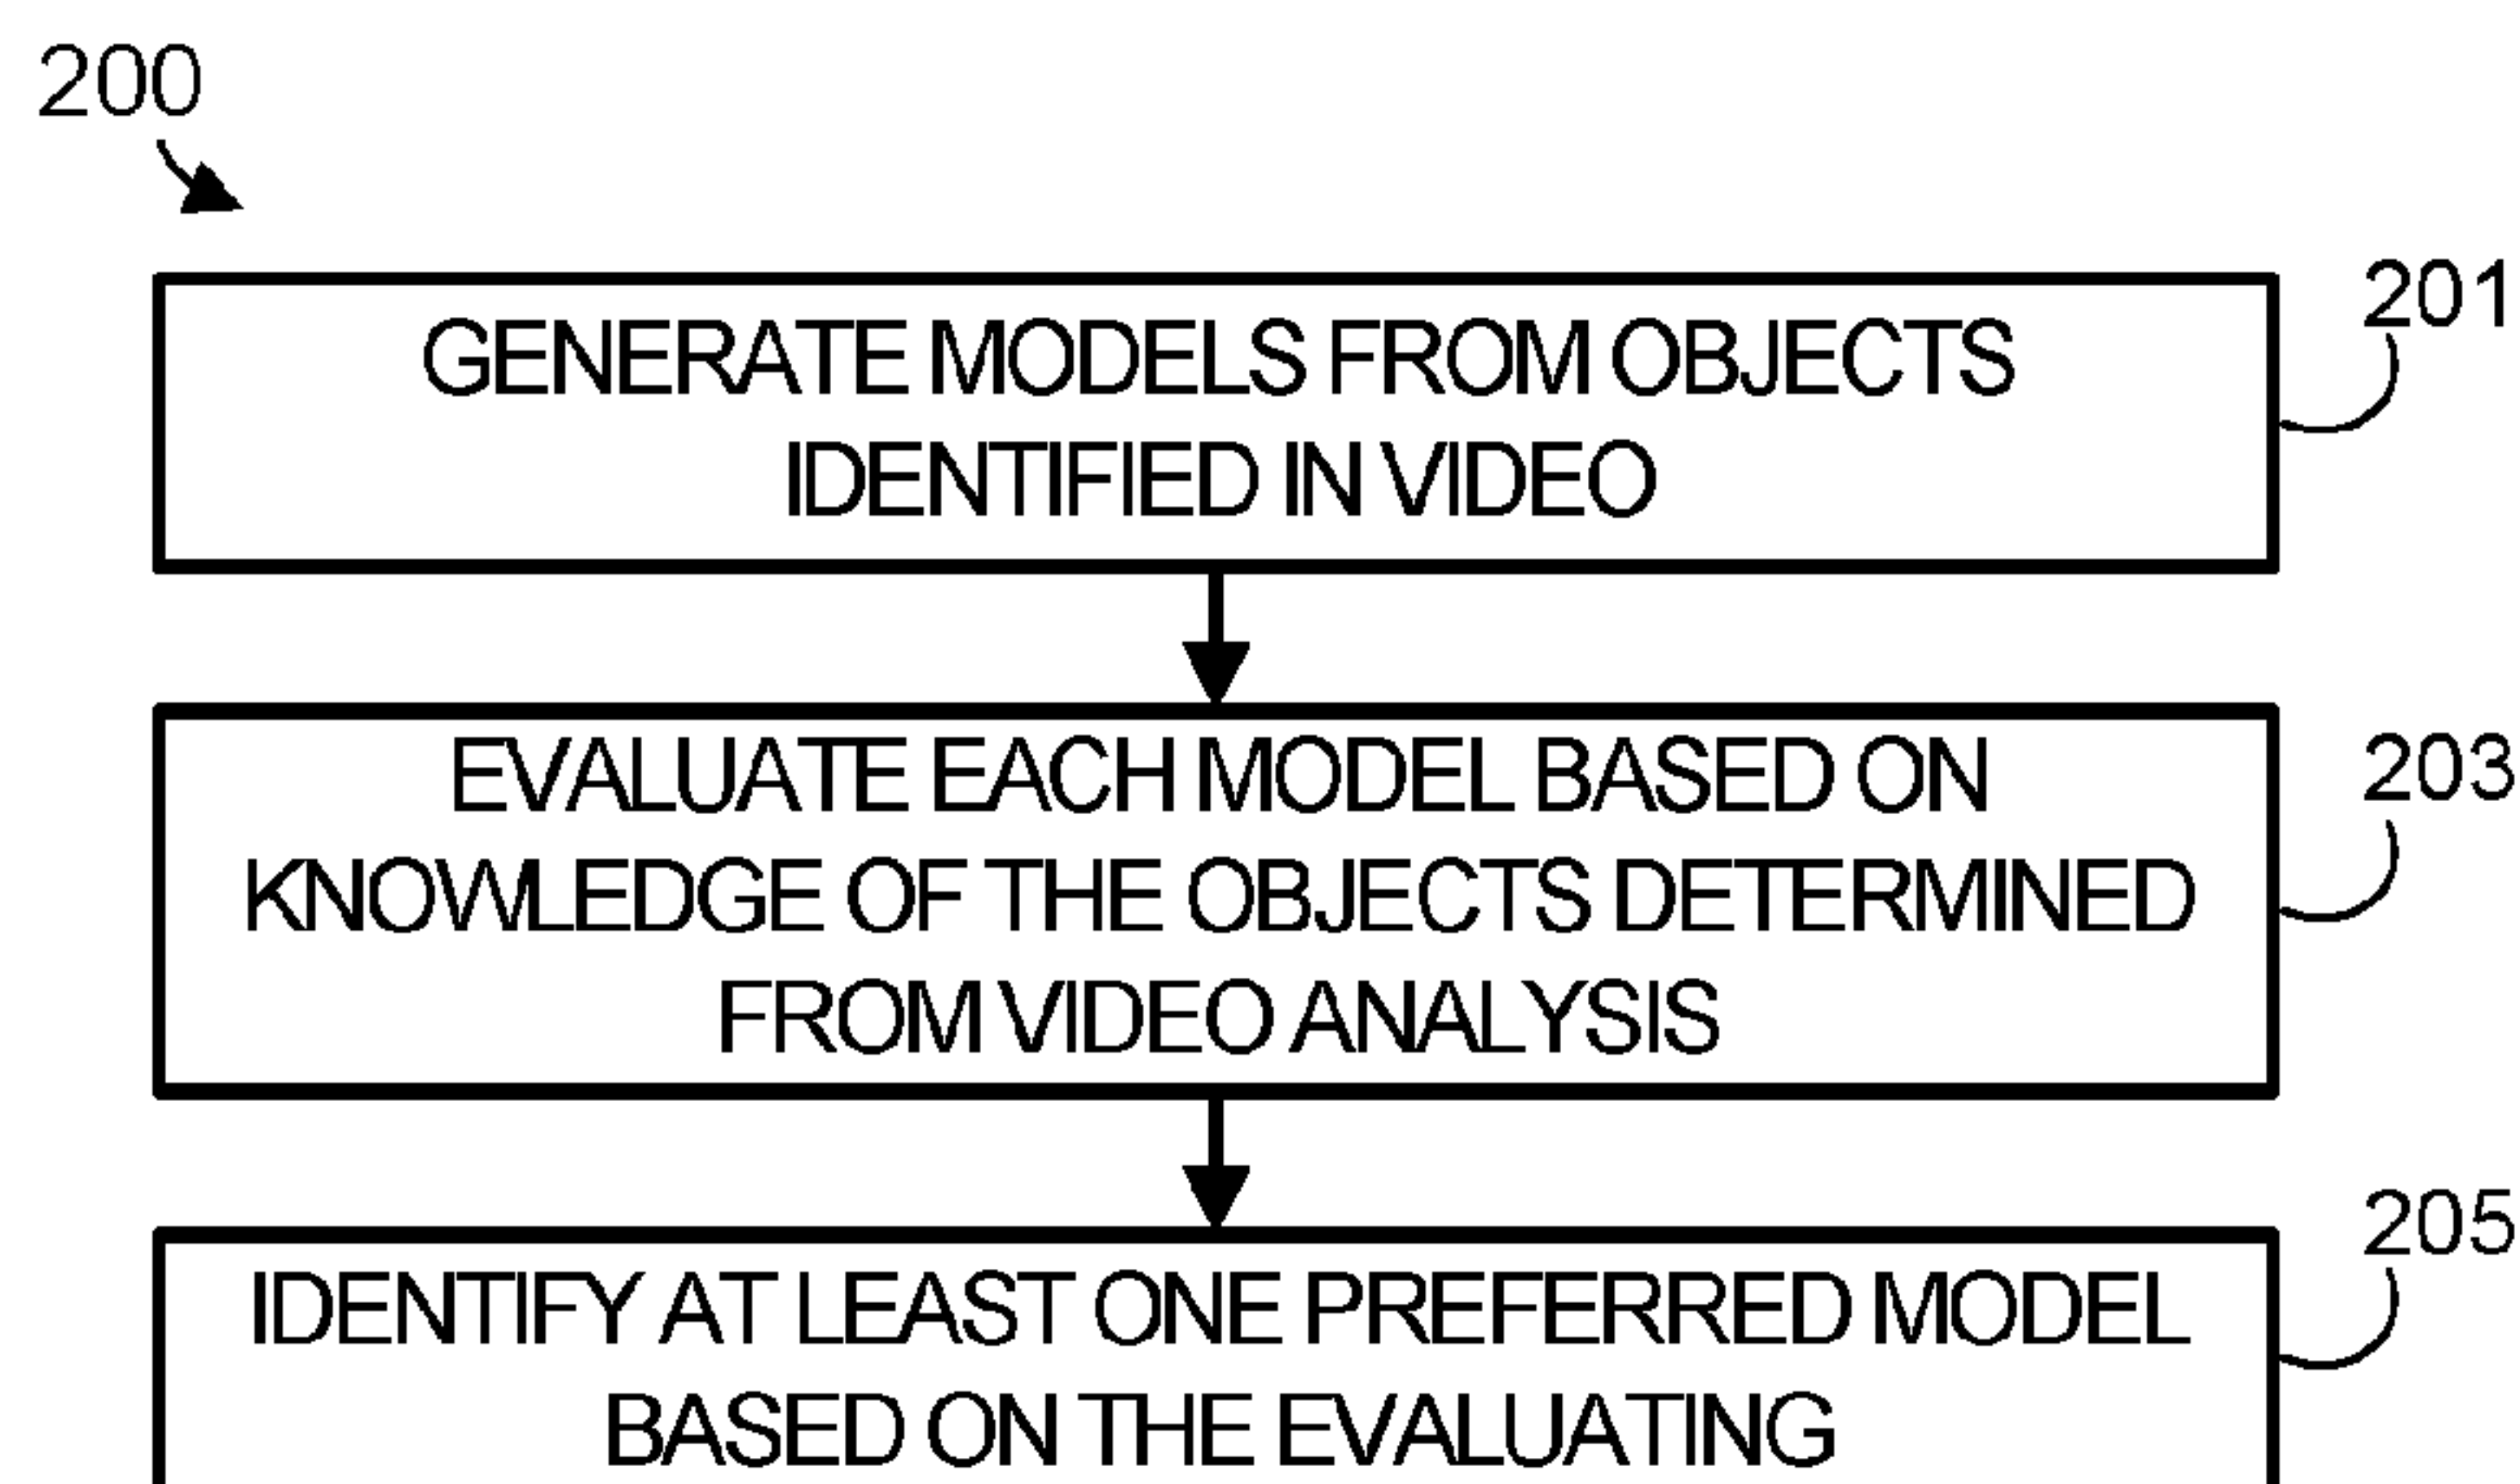 200
201
GENERATE MODELS FROM OBJECTS
IDENTIFIED IN VIDEO
203
EVALUATE EACH MODEL BASED ON
KNOWLEDGE OF THE OBJECTS DETERMINED
FROM VIDEO ANALYSIS
205
IDENTIFY AT LEAST ONE PREFERRED MODEL
BASED ON THE EVALUATING